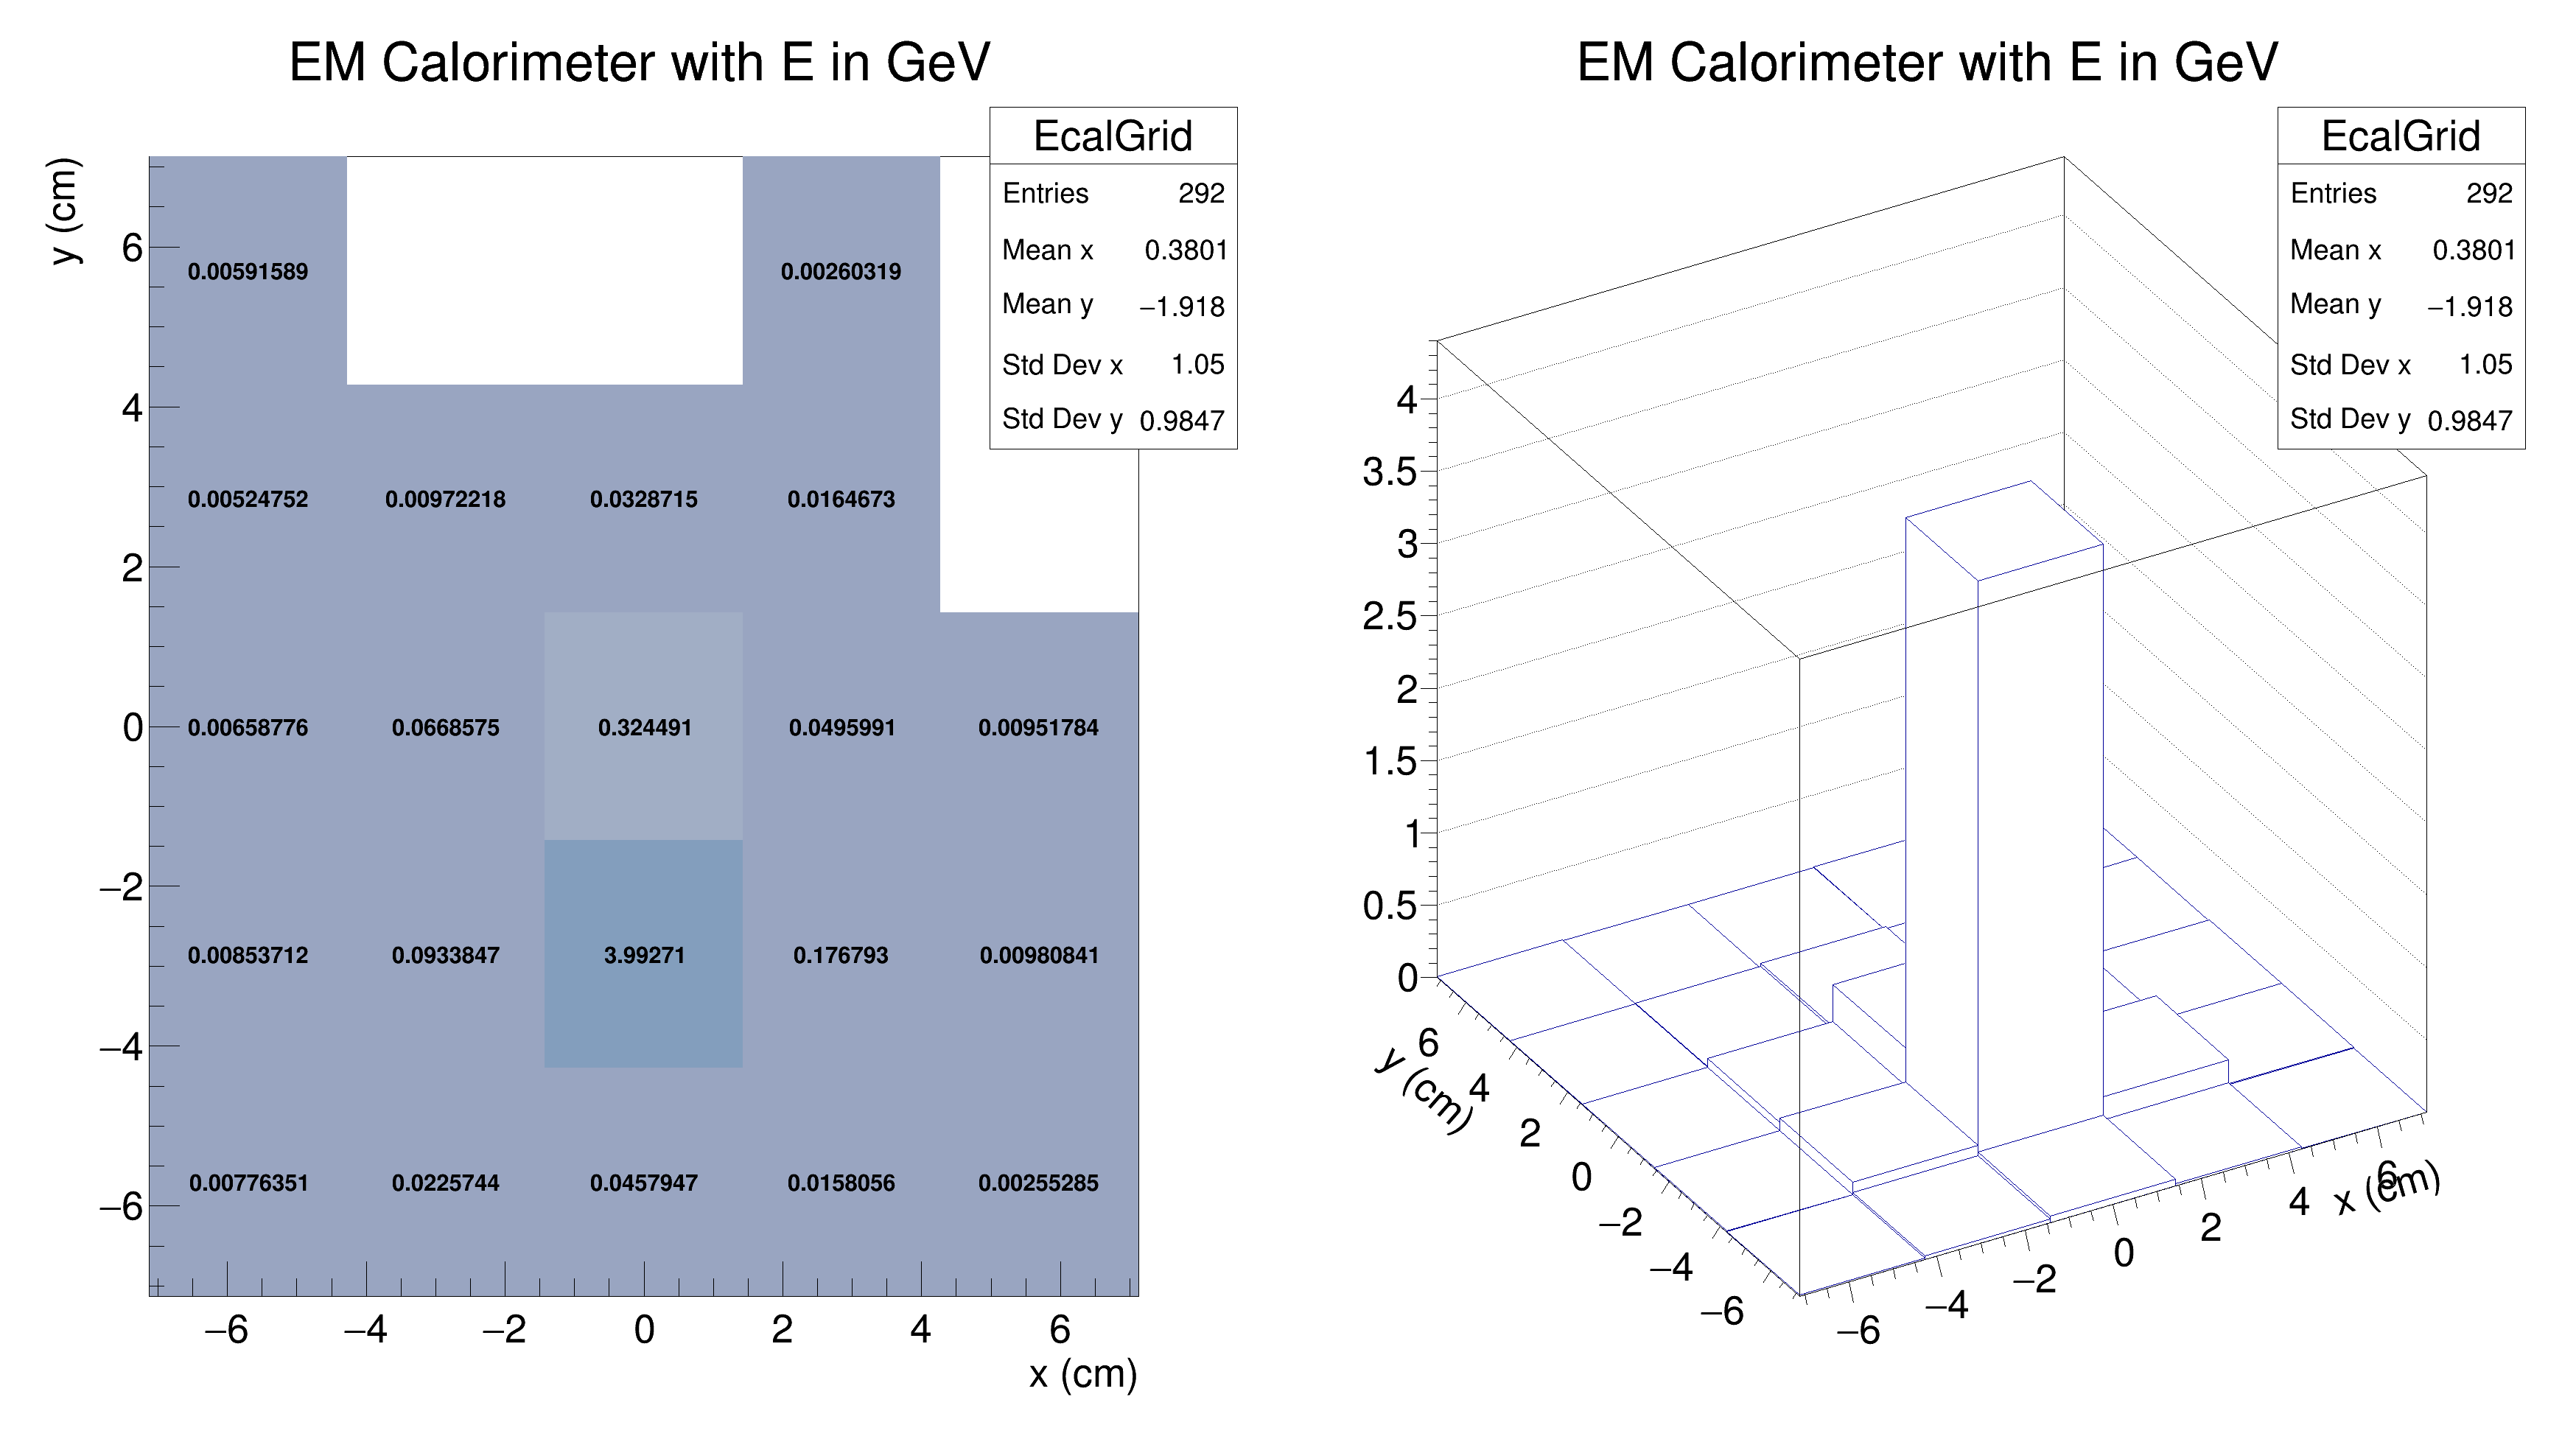 EM Calorimeter with E in GeV
EcalGrid
Entries 292
Mean x 0.3801
Mean y −1.918
Std Dev x 1.05
Std Dev y 0.9847
y (cm)
6
4
2
0
−2
−4
−6
0.00591589 0.00260319
0.00524752 0.00972218 0.0328715 0.0164673
0.00658776 0.0668575 0.324491 0.0495991 0.00951784
0.00853712 0.0933847 3.99271 0.176793 0.00980841
0.00776351 0.0225744 0.0457947 0.0158056 0.00255285
−6 −4 −2 0 2 4 6
x (cm)
EM Calorimeter with E in GeV
EcalGrid
Entries 292
Mean x 0.3801
Mean y −1.918
Std Dev x 1.05
Std Dev y 0.9847
4
3.5
3
2.5
2
1.5
1
0.5
0
6
4
2
0
−2
−4
−6
y (cm)
−6
−4
−2
0
2
4
6
x (cm)